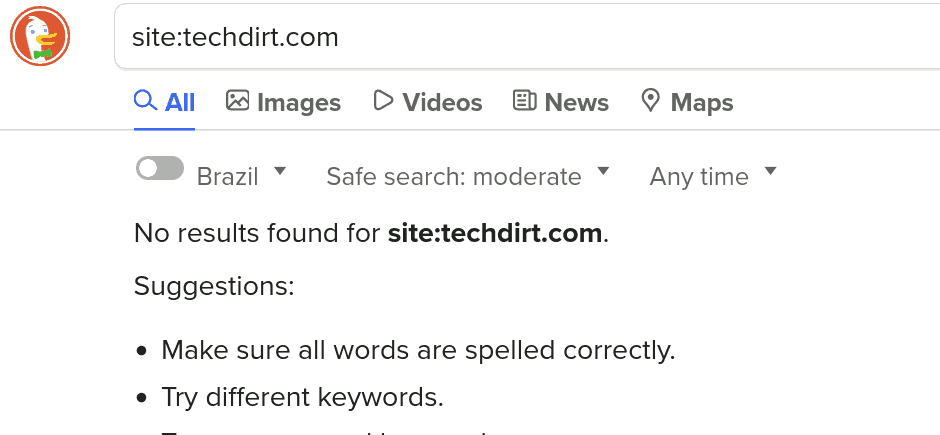 site:techdirt.com
All Images Videos News Maps
Brazil Safe search: moderate Any time
No results found for site:techdirt.com.
Suggestions:
Make sure all words are spelled correctly.
Try different keywords.